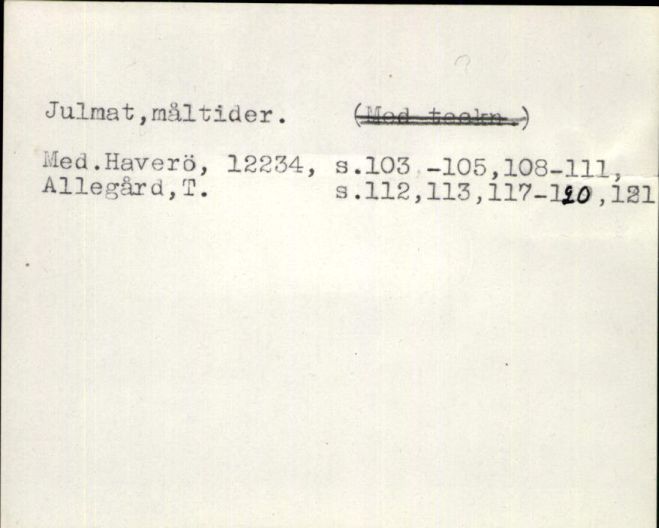 Julmat,måltider. (Med teckn.)
Med.Haverö, 12234, s.103 -105,108-111,
Allegård,T. s.112,113,117-120,121